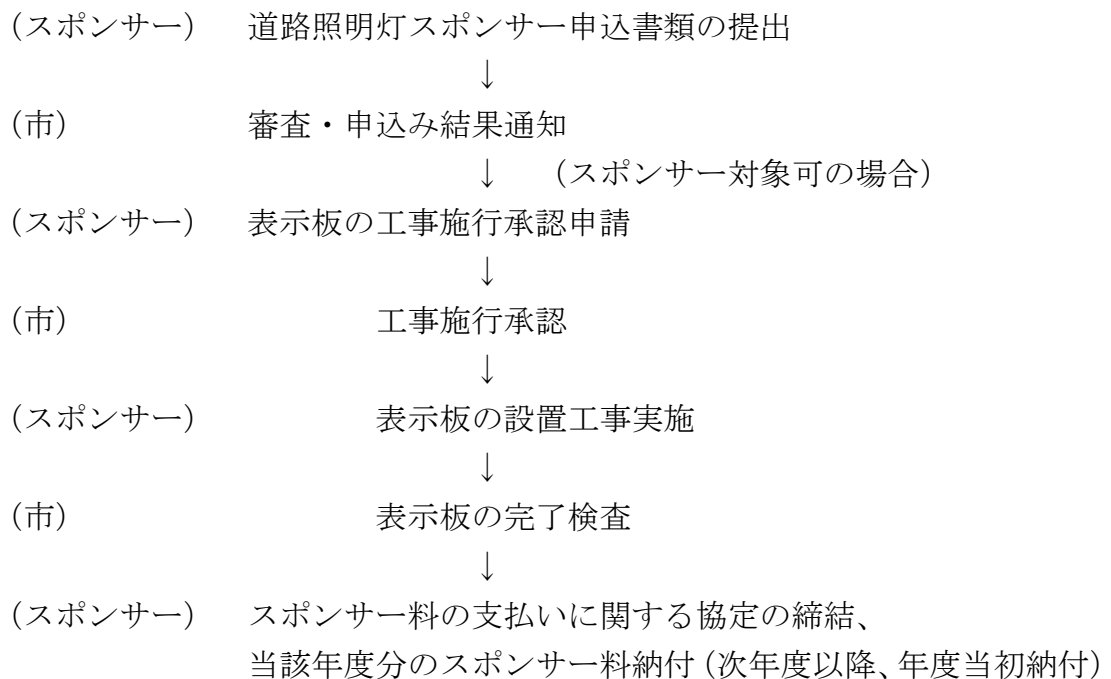 (スポンサー) 道路照明灯スポンサー申込書類の提出
↓
(市) 審査・申込み結果通知
↓ (スポンサー対象可の場合)
(スポンサー) 表示板の工事施行承認申請
↓
(市) 工事施行承認
↓
(スポンサー) 表示板の設置工事実施
↓
(市) 表示板の完了検査
↓
(スポンサー) スポンサー料の支払いに関する協定の締結、
当該年度分のスポンサー料納付(次年度以降、年度当初納付)